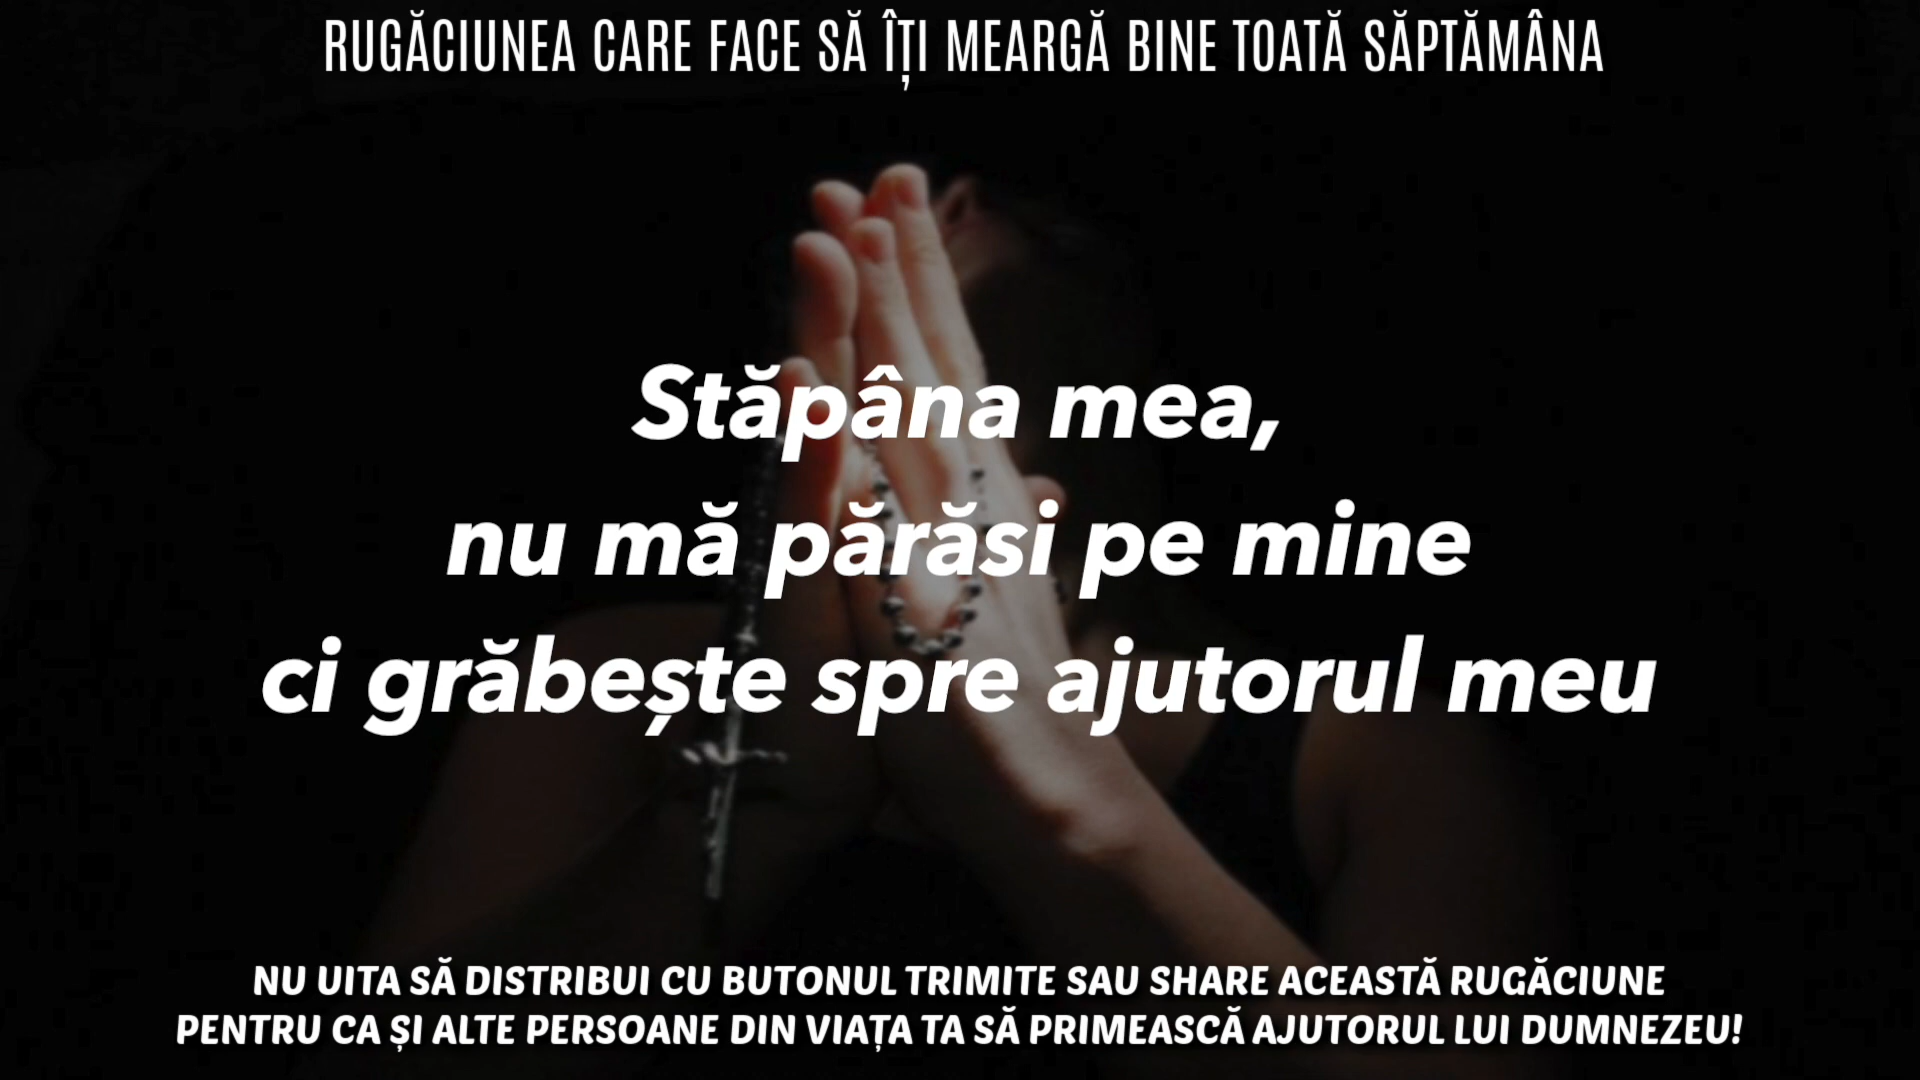 RUGĂCIUNEA CARE FACE SĂ ÎȚI MEARGĂ BINE TOATĂ SĂPTĂMÂNA
Stăpâna mea,
nu mă părăsi pe mine
ci grăbește spre ajutorul meu
NU UITA SĂ DISTRIBUI CU BUTONUL TRIMITE SAU SHARE ACEASTĂ RUGĂCIUNE
PENTRU CA ȘI ALTE PERSOANE DIN VIAȚA TA SĂ PRIMEASCĂ AJUTORUL LUI DUMNEZEU!